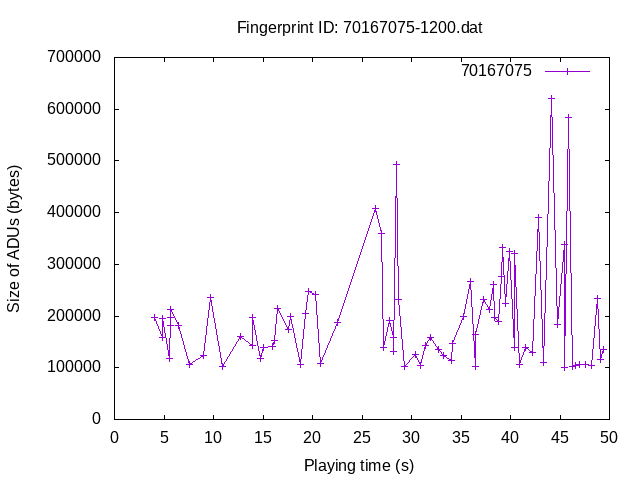 Fingerprint ID: 70167075-1200.dat
700000
70167075
600000
500000
400000
300000
200000
100000
0
Size of ADUs (bytes)
0 5 10 15 20 25 30 35 40 45 50
Playing time (s)